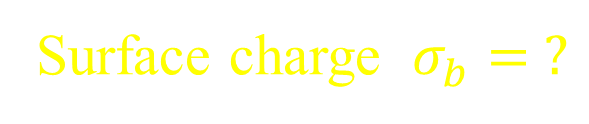 Surface charge σ_b = ?